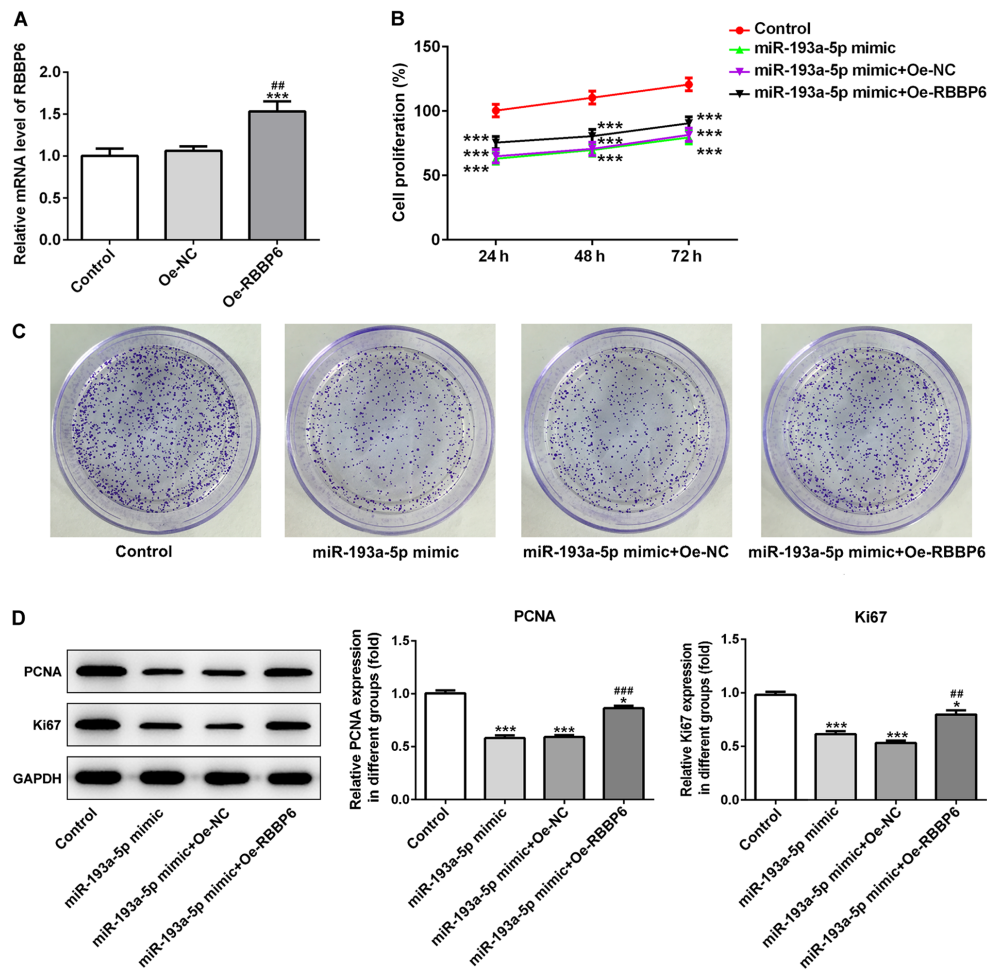 A
Relative mRNA level of RBBP6
2.0
1.5
1.0
0.5
0.0
##
***
Control
Oe-NC
Oe-RBBP6
B
Cell proliferation (%)
150
100
50
0
***
***
***
***
***
***
***
***
***
24 h
48 h
72 h
Control
miR-193a-5p mimic
miR-193a-5p mimic+Oe-NC
miR-193a-5p mimic+Oe-RBBP6
C
Control
miR-193a-5p mimic
miR-193a-5p mimic+Oe-NC
miR-193a-5p mimic+Oe-RBBP6
D
PCNA
Ki67
GAPDH
Control
miR-193a-5p mimic
miR-193a-5p mimic+Oe-NC
miR-193a-5p mimic+Oe-RBBP6
PCNA
Relative PCNA expression
in different groups (fold)
1.5
1.0
0.5
0.0
***
***
###
*
Control
miR-193a-5p mimic
miR-193a-5p mimic+Oe-NC
miR-193a-5p mimic+Oe-RBBP6
Ki67
Relative Ki67 expression
in different groups (fold)
1.5
1.0
0.5
0.0
***
***
##
*
Control
miR-193a-5p mimic
miR-193a-5p mimic+Oe-NC
miR-193a-5p mimic+Oe-RBBP6